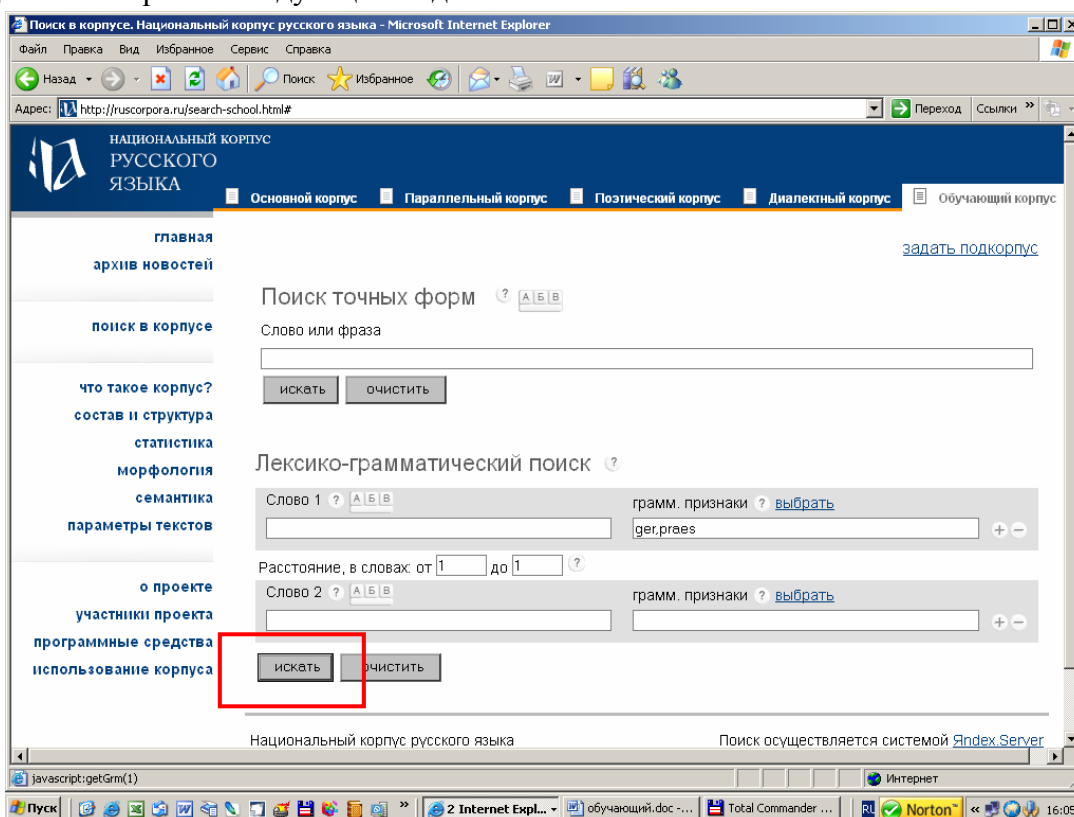 Поиск в корпусе. Национальный корпус русского языка - Microsoft Internet Explorer
Файл Правка Вид Избранное Сервис Справка
Назад Поиск Избранное
Адрес: http://ruscorpora.ru/search-school.html# Переход Ссылки »
НАЦИОНАЛЬНЫЙ КОРПУС
РУССКОГО
ЯЗЫКА
Основной корпус Параллельный корпус Поэтический корпус Диалектный корпус Обучающий корпус
главная
задать подкорпус
архив новостей
Поиск точных форм ? А Б В
поиск в корпусе
Слово или фраза
искать очистить
что такое корпус?
состав и структура
статистика
Лексико-грамматический поиск ?
морфология
семантика
Слово 1 ? А Б В грамм. признаки ? выбрать
параметры текстов
ger,praes
Расстояние, в словах: от 1 до 1 ?
о проекте
Слово 2 ? А Б В грамм. признаки ? выбрать
участники проекта
программные средства
использование корпуса
искать очистить
Национальный корпус русского языка Поиск осуществляется системой Яndex.Server
javascript:getGrm(1) Интернет
Пуск » 2 Internet Expl... обучающий.doc -... Total Commander ... RU Norton™ « 16:05